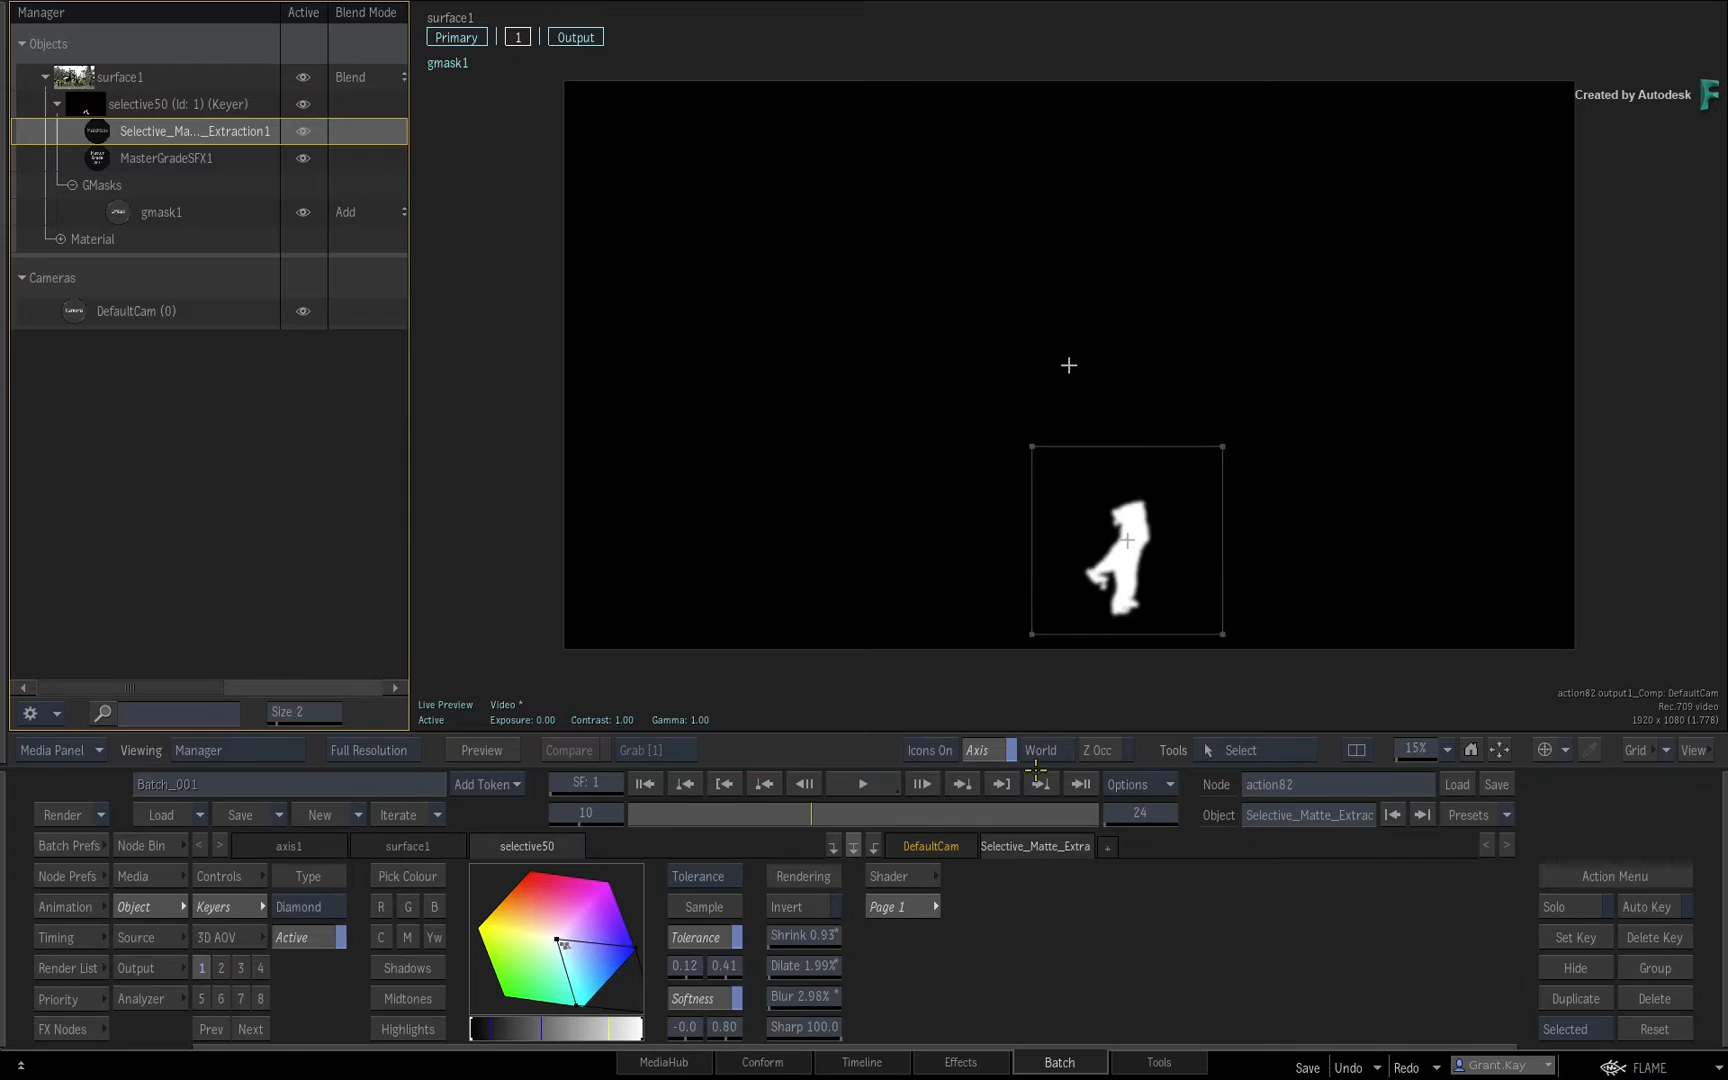 Manager Active Blend Mode
Objects
surface1 Blend
selective50 (Id: 1) (Keyer)
Selective_Ma..._Extraction1
MasterGradeSFX1
GMasks
gmask1 Add
Material
Cameras
DefaultCam (0)
Size 2
surface1
Primary 1 Output
gmask1
Created by Autodesk
Live Preview Video *
Active Exposure: 0.00 Contrast: 1.00 Gamma: 1.00
action82 output1_Comp: DefaultCam
Rec.709 video
1920 x 1080 (1.778)
Media Panel Viewing Manager Full Resolution Preview Compare Grab [1] Icons On Axis World Z Occ Tools Select 15% Grid View
Batch_001 Add Token SF: 1 Options Node action82 Load Save
Render Load Save New Iterate 10 24 Object Selective_Matte_Extrac Presets
Batch Prefs Node Bin < > axis1 surface1 selective50 DefaultCam Selective_Matte_Extra + < >
Node Prefs Media Controls Type Pick Colour Tolerance Rendering Shader Action Menu
Animation Object Keyers Diamond R G B Sample Invert Page 1 Solo Auto Key
Timing Source 3D AOV Active C M Yw Tolerance Shrink 0.93* Set Key Delete Key
Render List Output 1 2 3 4 Shadows 0.12 0.41 Dilate 1.99%* Hide Group
Priority Analyzer 5 6 7 8 Midtones Softness Blur 2.98% * Duplicate Delete
FX Nodes Prev Next Highlights -0.0 0.80 Sharp 100.0 Selected Reset
MediaHub Conform Timeline Effects Batch Tools Save Undo Redo Grant.Kay FLAME